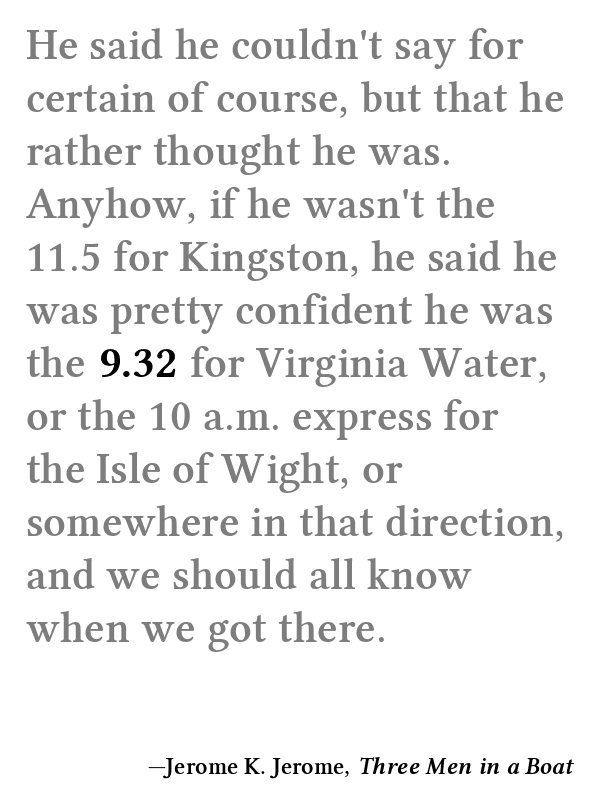 He said he couldn't say for
certain of course, but that he
rather thought he was.
Anyhow, if he wasn't the
11.5 for Kingston, he said he
was pretty confident he was
the 9.32 for Virginia Water,
or the 10 a.m. express for
the Isle of Wight, or
somewhere in that direction,
and we should all know
when we got there.
—Jerome K. Jerome, Three Men in a Boat